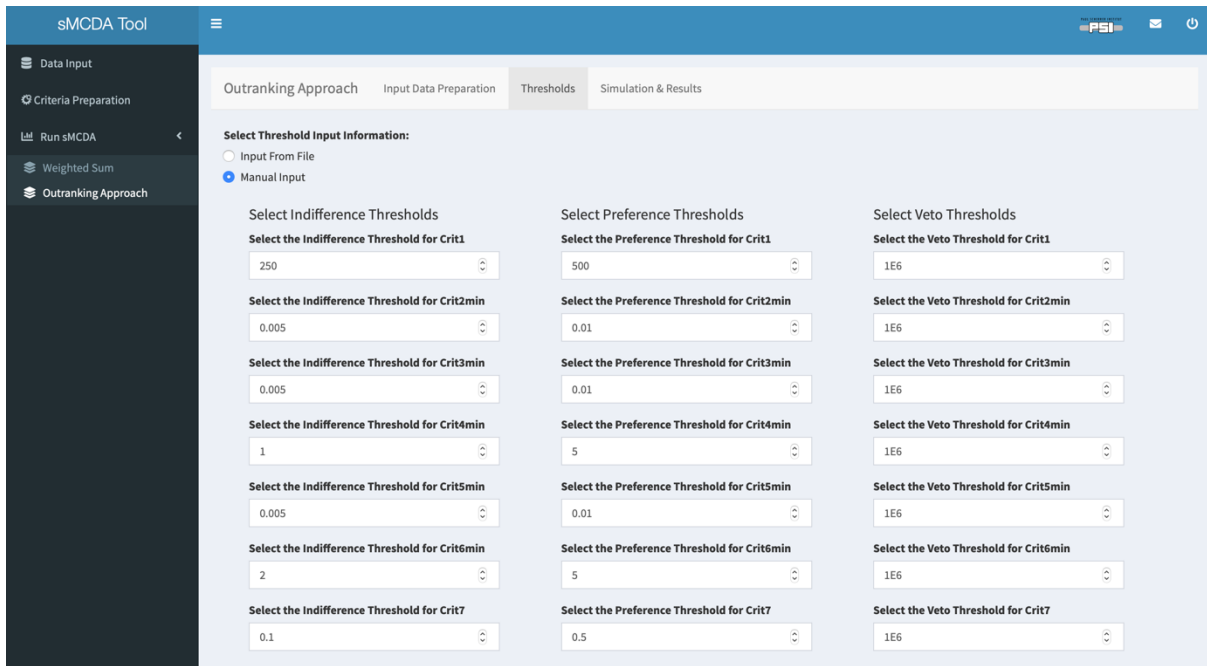 sMCDA Tool
PSI
Data Input
Criteria Preparation
Run sMCDA
Weighted Sum
Outranking Approach
Outranking Approach Input Data Preparation Thresholds Simulation & Results
Select Threshold Input Information:
Input From File
Manual Input
Select Indifference Thresholds Select Preference Thresholds Select Veto Thresholds
Select the Indifference Threshold for Crit1 Select the Preference Threshold for Crit1 Select the Veto Threshold for Crit1
250 500 1E6
Select the Indifference Threshold for Crit2min Select the Preference Threshold for Crit2min Select the Veto Threshold for Crit2min
0.005 0.01 1E6
Select the Indifference Threshold for Crit3min Select the Preference Threshold for Crit3min Select the Veto Threshold for Crit3min
0.005 0.01 1E6
Select the Indifference Threshold for Crit4min Select the Preference Threshold for Crit4min Select the Veto Threshold for Crit4min
1 5 1E6
Select the Indifference Threshold for Crit5min Select the Preference Threshold for Crit5min Select the Veto Threshold for Crit5min
0.005 0.01 1E6
Select the Indifference Threshold for Crit6min Select the Preference Threshold for Crit6min Select the Veto Threshold for Crit6min
2 5 1E6
Select the Indifference Threshold for Crit7 Select the Preference Threshold for Crit7 Select the Veto Threshold for Crit7
0.1 0.5 1E6